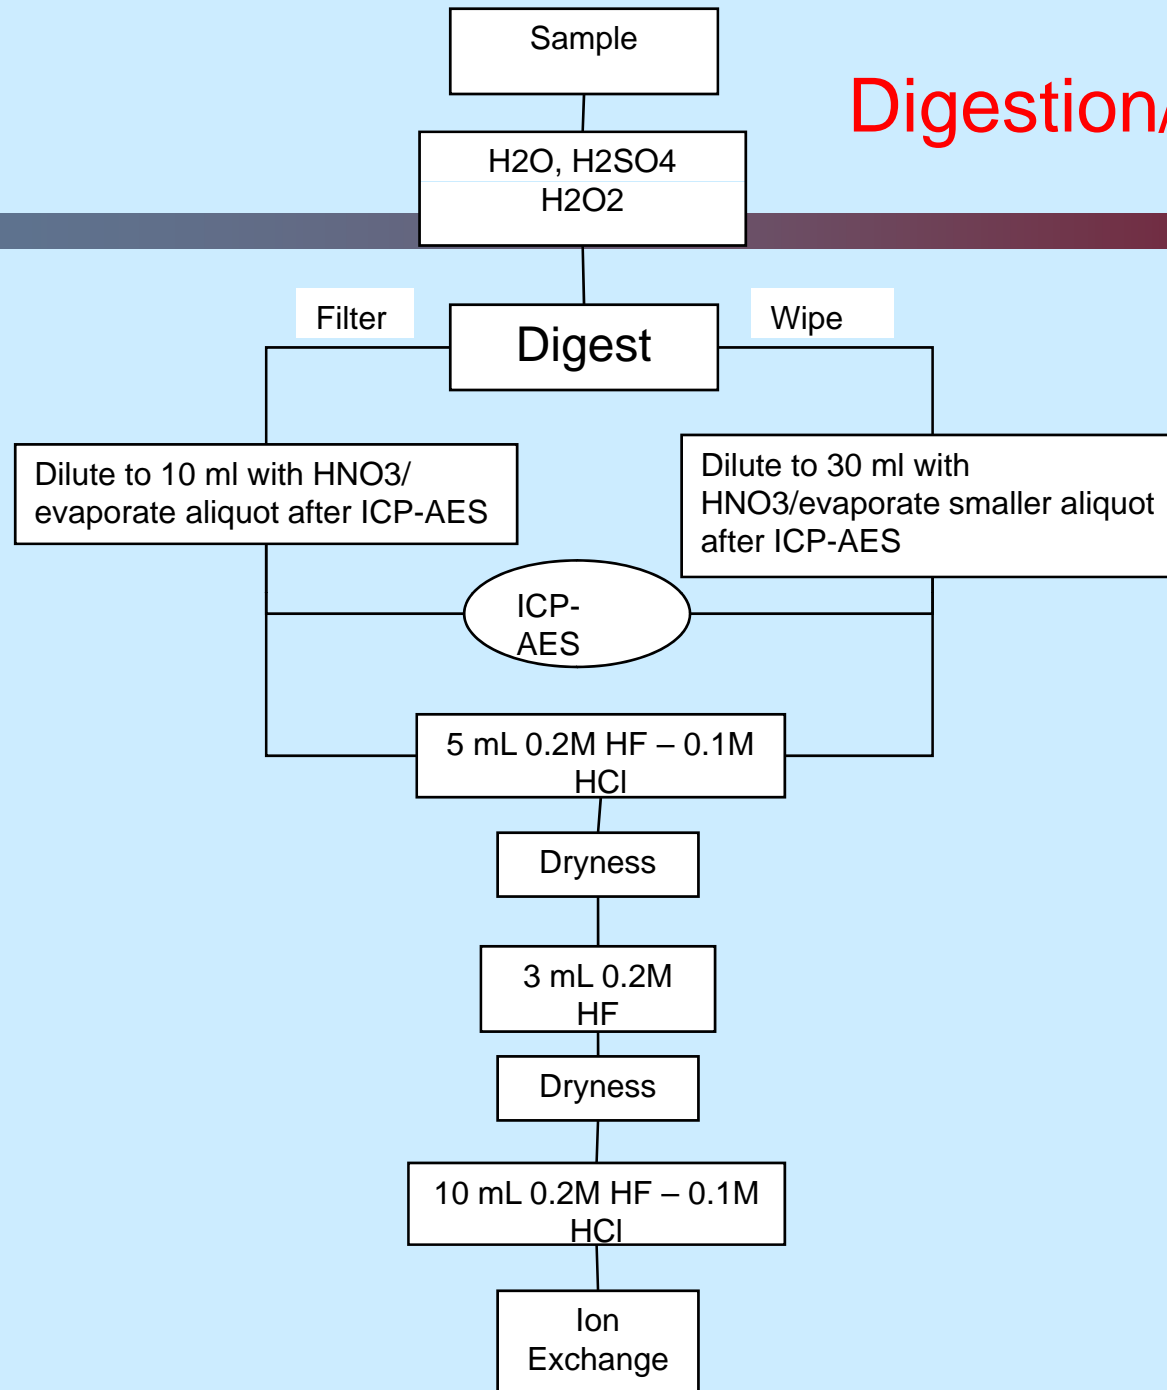 Sample
Digestion/
H2O, H2SO4
H2O2
Filter
Digest
Wipe
Dilute to 10 ml with HNO3/
evaporate aliquot after ICP-AES
Dilute to 30 ml with
HNO3/evaporate smaller aliquot
after ICP-AES
ICP-
AES
5 mL 0.2M HF – 0.1M
HCl
Dryness
3 mL 0.2M
HF
Dryness
10 mL 0.2M HF – 0.1M
HCl
Ion
Exchange